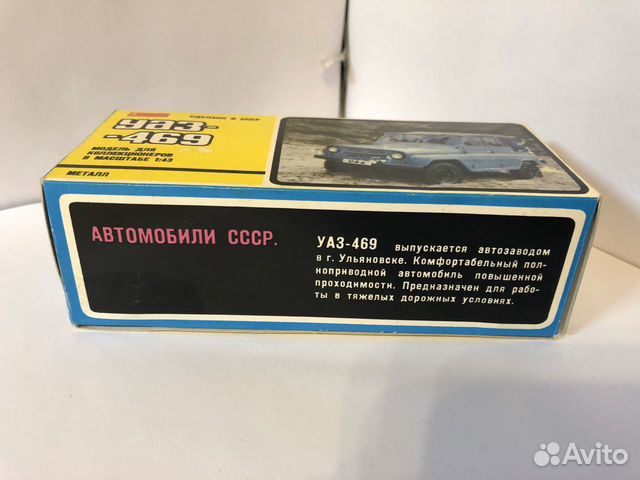 СДЕЛАНО В СССР
УАЗ-
-469
МОДЕЛЬ ДЛЯ
КОЛЛЕКЦИОНЕРОВ
В МАСШТАБЕ 1:43
МЕТАЛЛ
УАЗ
АВТОМОБИЛИ СССР.
УАЗ-469 выпускается автозаводом
в г. Ульяновске. Комфортабельный пол-
ноприводной автомобиль повышенной
проходимости. Предназначен для рабо-
ты в тяжелых дорожных условиях.
Avito